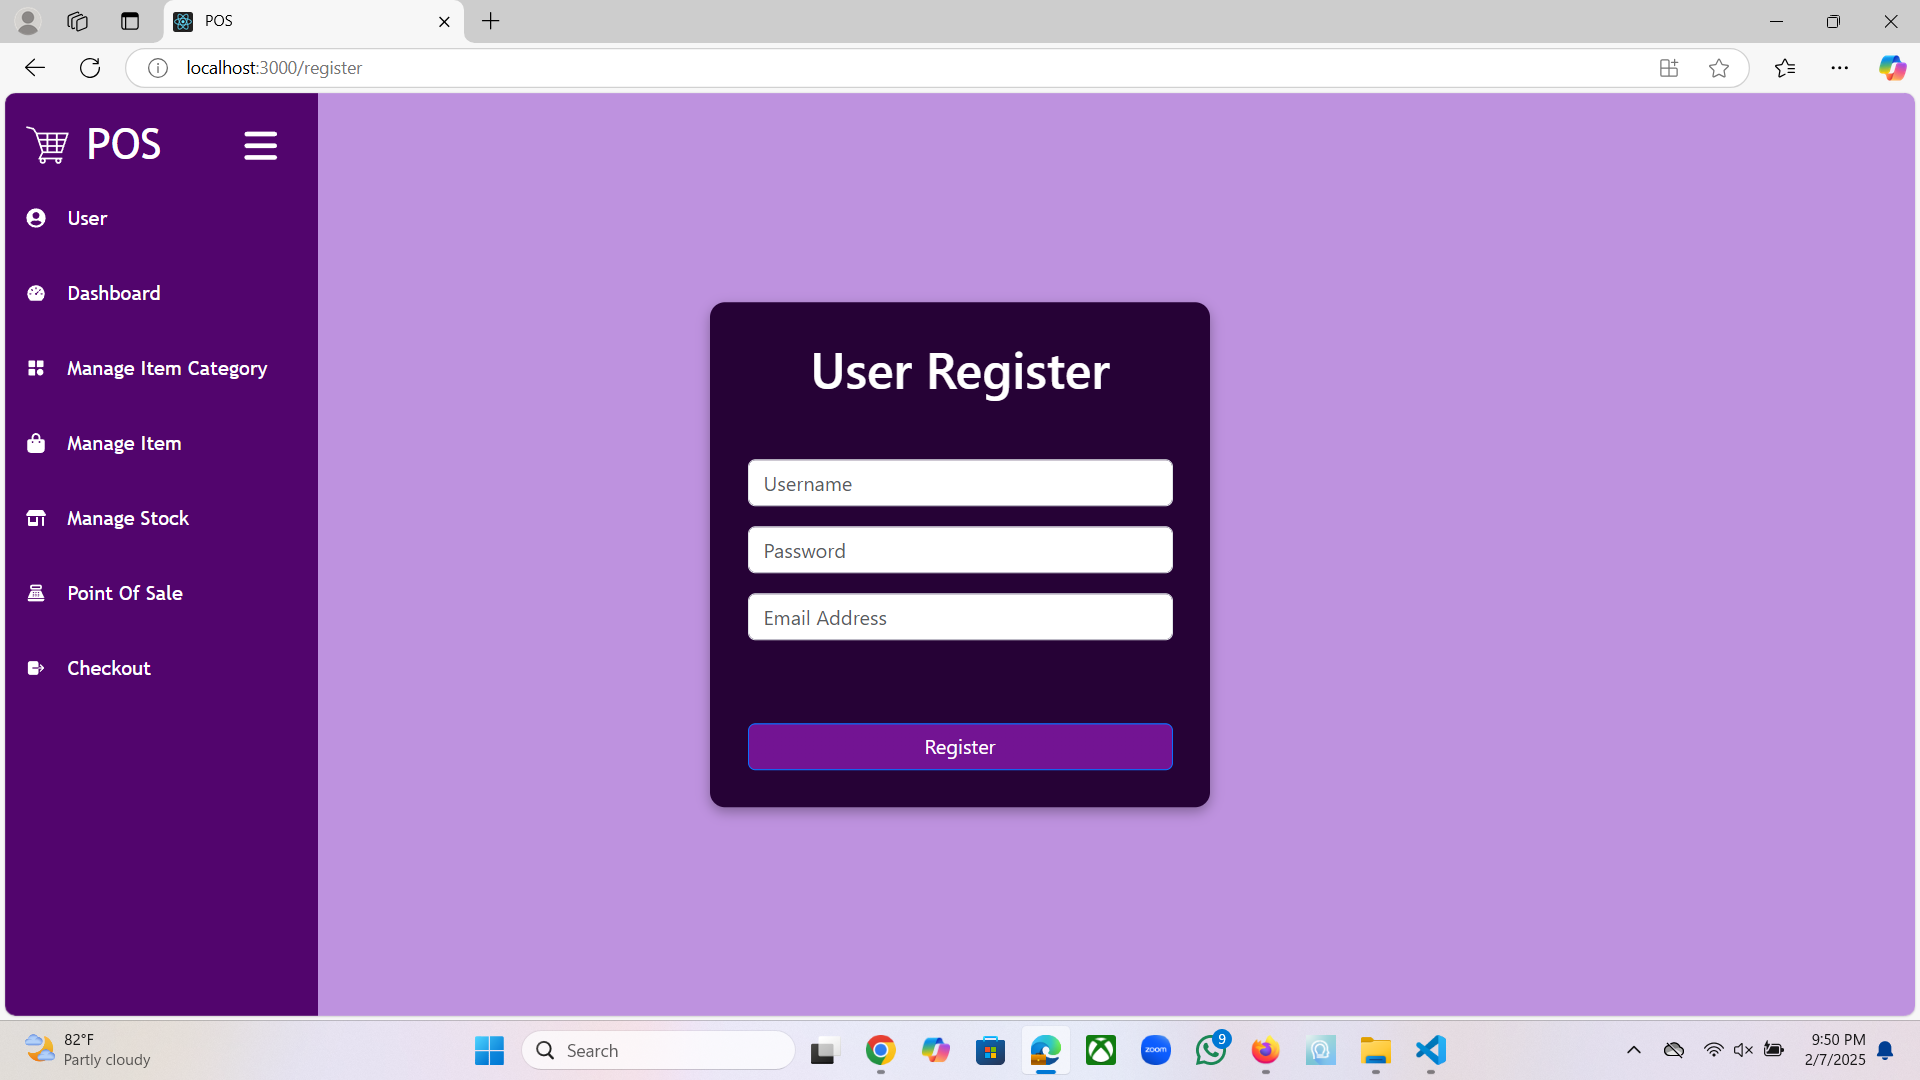 POS
localhost:3000/register
POS
User
Dashboard
Manage Item Category
Manage Item
Manage Stock
Point Of Sale
Checkout
User Register
Username
Password
Email Address
Register
82°F
Partly cloudy
Search
zoom
9
9:50 PM
2/7/2025